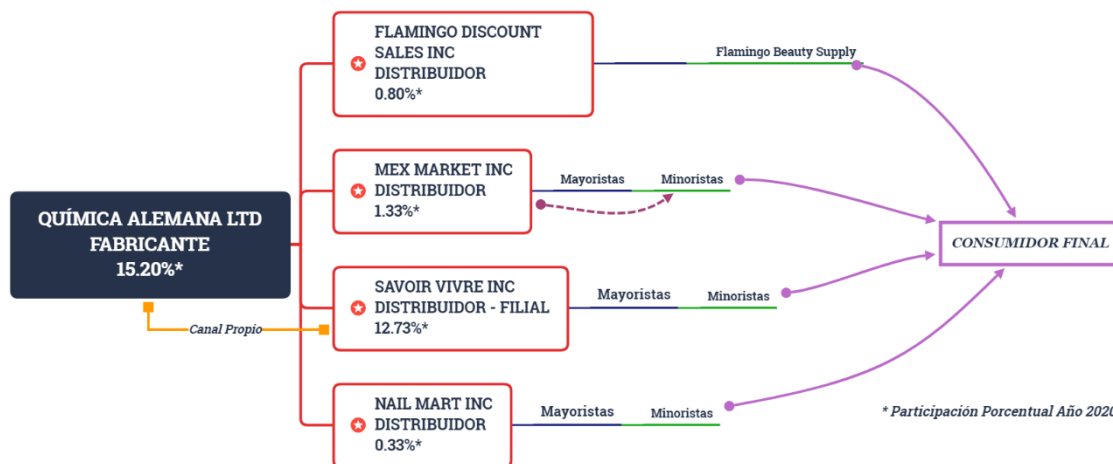 FLAMINGO DISCOUNT
SALES INC
DISTRIBUIDOR
0.80%*
Flamingo Beauty Supply
MEX MARKET INC
DISTRIBUIDOR
1.33%*
Mayoristas
Minoristas
QUÍMICA ALEMANA LTD
FABRICANTE
15.20%*
CONSUMIDOR FINAL
SAVOIR VIVRE INC
DISTRIBUIDOR - FILIAL
12.73%*
Mayoristas
Minoristas
Canal Propio
NAIL MART INC
DISTRIBUIDOR
0.33%*
Mayoristas
Minoristas
* Participación Porcentual Año 2020